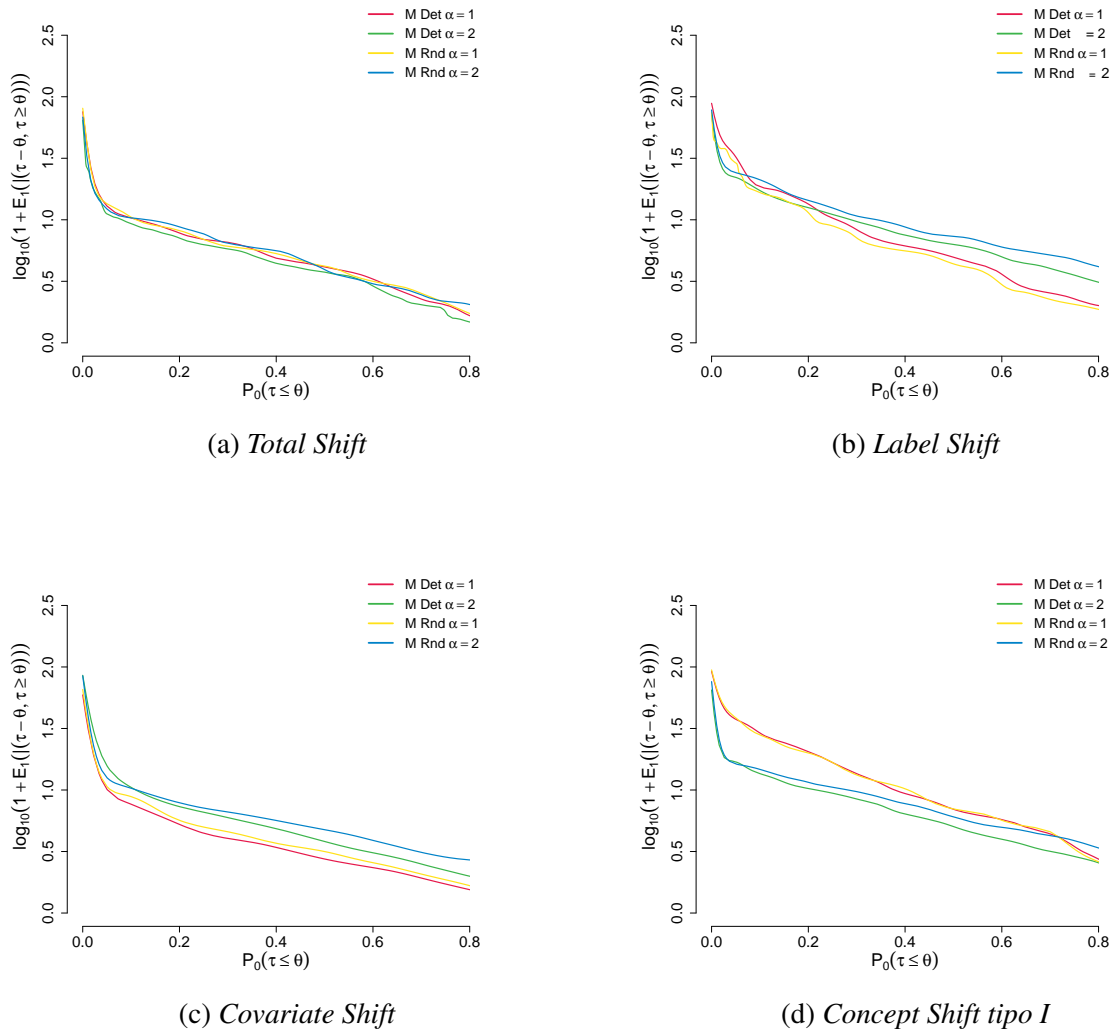 M Det α = 1
M Det α = 2
M Rnd α = 1
M Rnd α = 2
log10(1 + E1(|(τ − θ, τ ≥ θ)))
2.5
2.0
1.5
1.0
0.5
0.0
0.0 0.2 0.4 0.6 0.8
P0(τ ≤ θ)
(a) Total Shift
M Det α = 1
M Det = 2
M Rnd α = 1
M Rnd = 2
log10(1 + E1(|(τ − θ, τ ≥ θ)))
2.5
2.0
1.5
1.0
0.5
0.0
0.0 0.2 0.4 0.6 0.8
P0(τ ≤ θ)
(b) Label Shift
M Det α = 1
M Det α = 2
M Rnd α = 1
M Rnd α = 2
log10(1 + E1(|(τ − θ, τ ≥ θ)))
2.5
2.0
1.5
1.0
0.5
0.0
0.0 0.2 0.4 0.6 0.8
P0(τ ≤ θ)
(c) Covariate Shift
M Det α = 1
M Det α = 2
M Rnd α = 1
M Rnd α = 2
log10(1 + E1(|(τ − θ, τ ≥ θ)))
2.5
2.0
1.5
1.0
0.5
0.0
0.0 0.2 0.4 0.6 0.8
P0(τ ≤ θ)
(d) Concept Shift tipo I